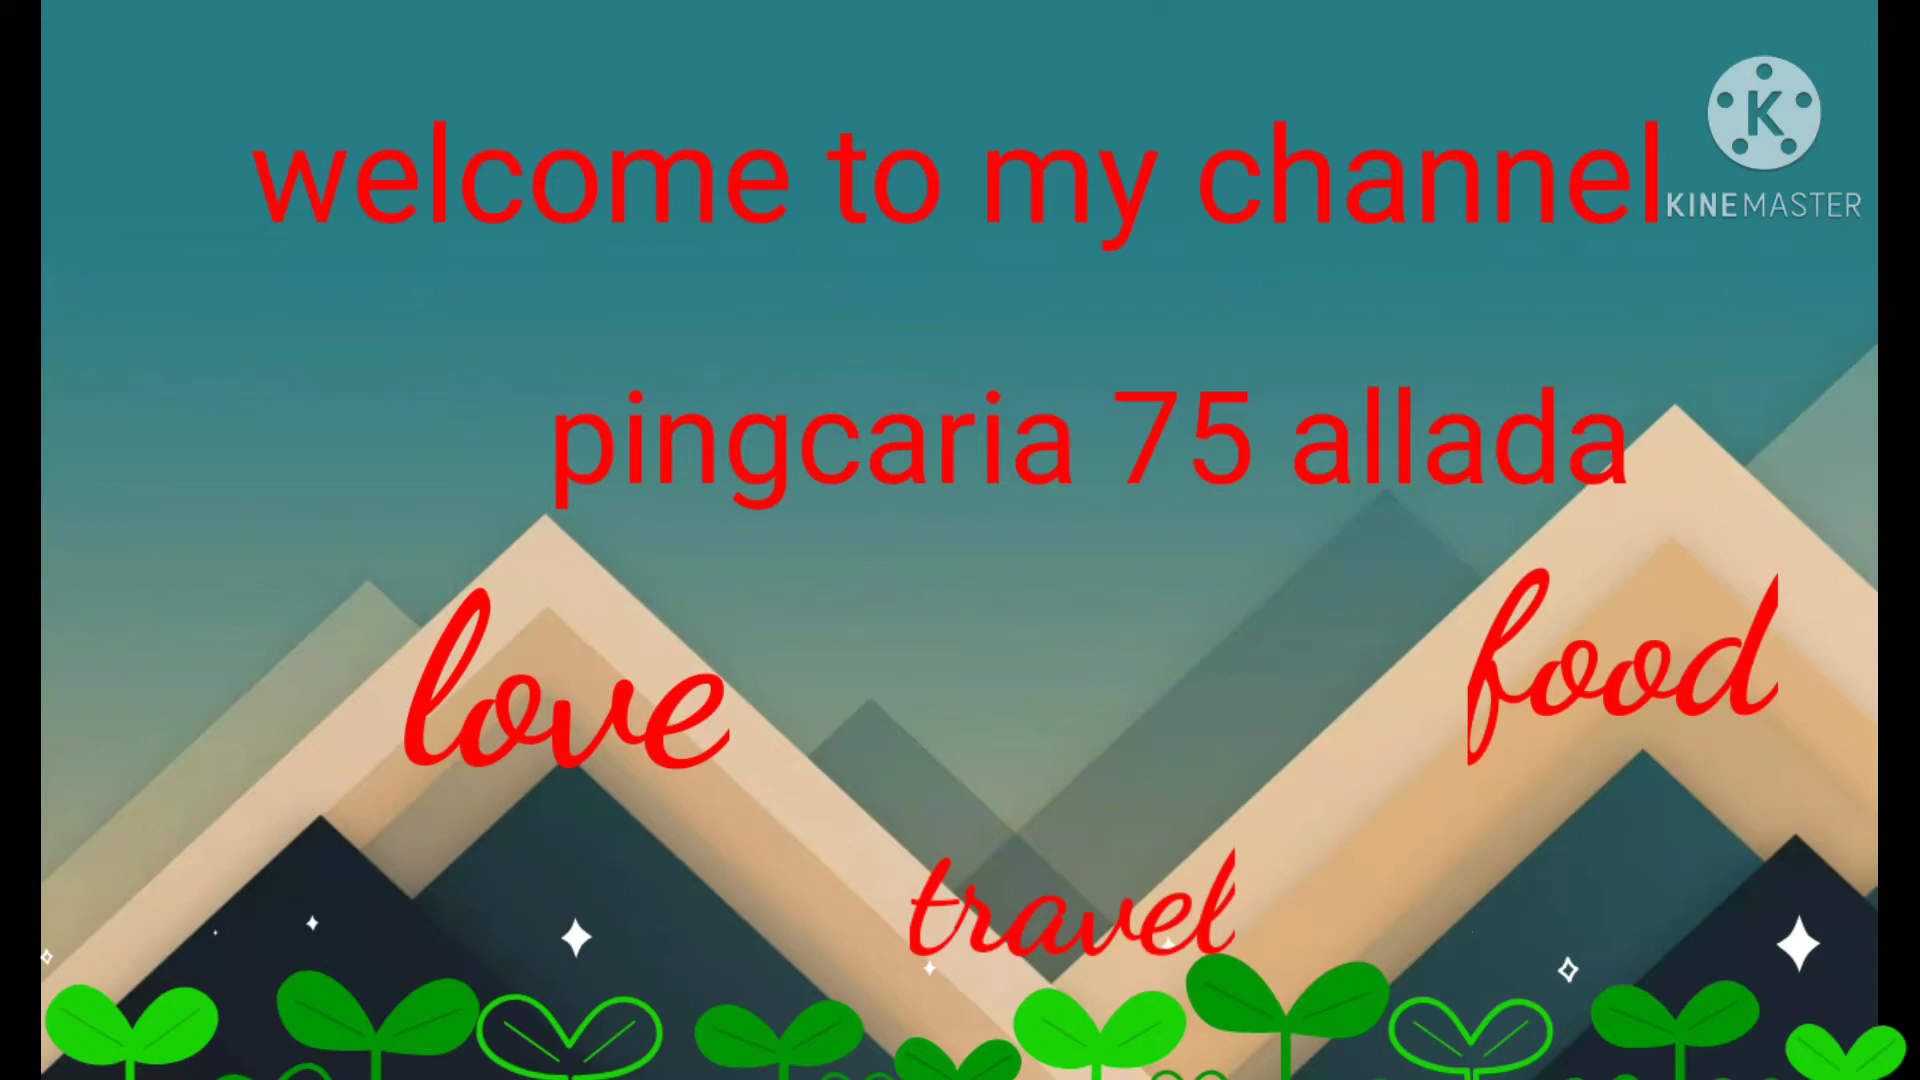 welcome to my channel
K
KINEMASTER
pingcaria 75 allada
love
food
travel